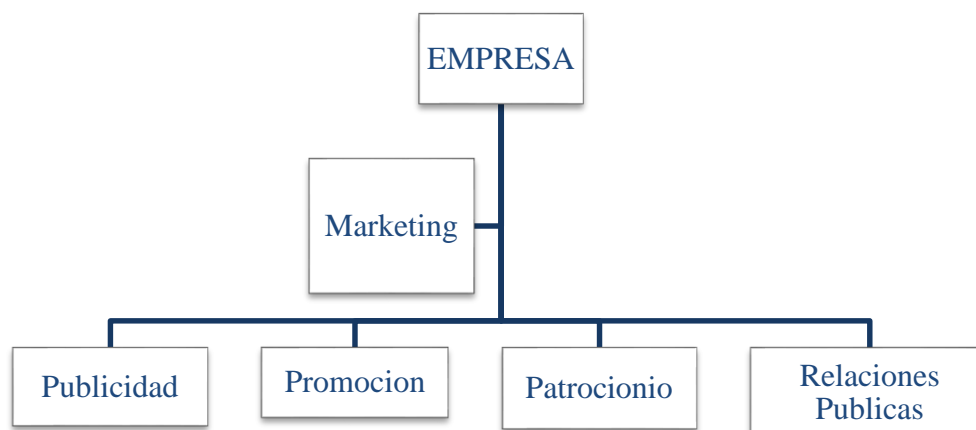 EMPRESA
Marketing
Publicidad
Promocion
Patrocionio
Relaciones
Publicas